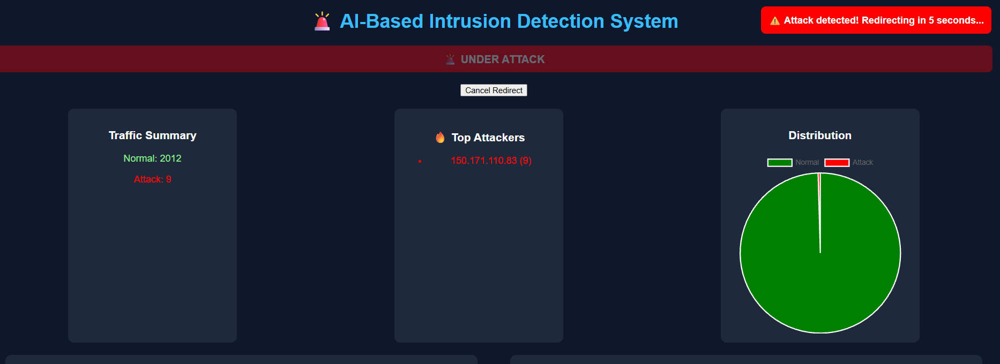 🚨 AI-Based Intrusion Detection System
⚠️ Attack detected! Redirecting in 5 seconds...
🚨 UNDER ATTACK
Cancel Redirect
Traffic Summary
Normal: 2012
Attack: 9
🔥 Top Attackers
• 150.171.110.83 (9)
Distribution
Normal Attack